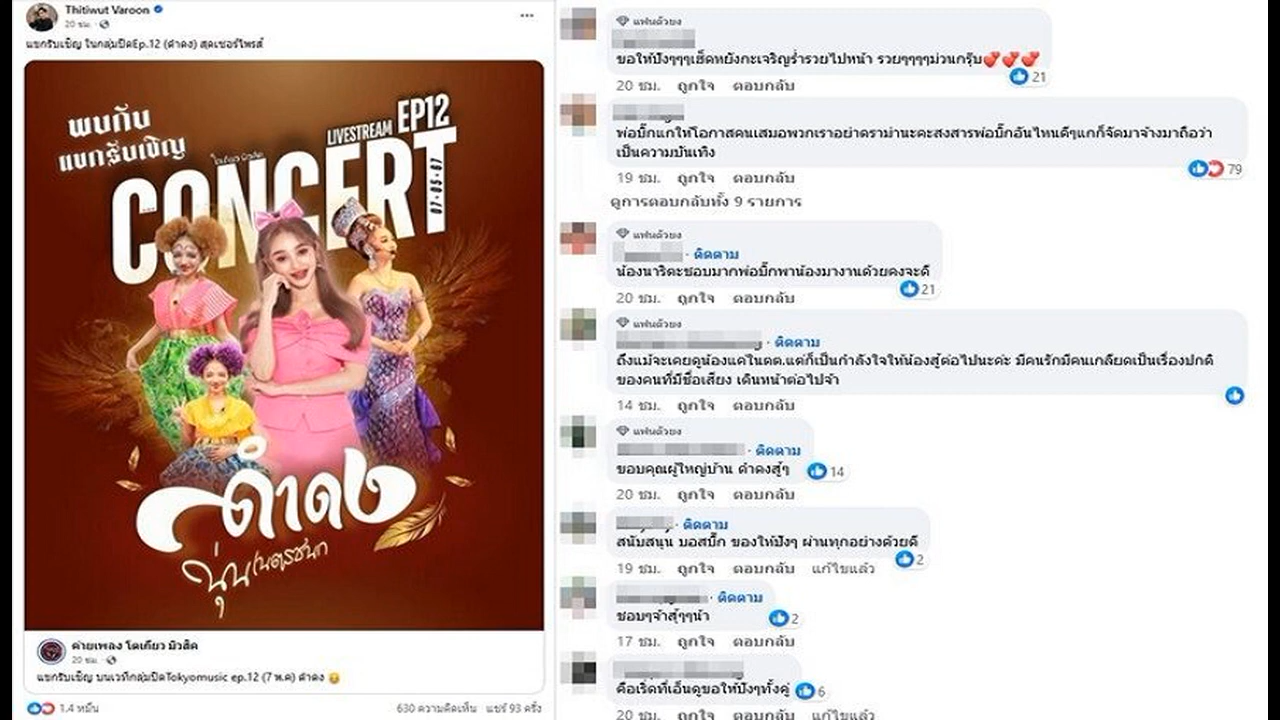 Thitiwut Varoon
20 ชม.
แขกรับเชิญ ในกลุ่มปิดEp.12 (ดำดง) สุดเซอร์ไพรส์
พบกับ
แขกรับเชิญ
LIVESTREAM EP12
โตเกียว มิวสิค
CONCERT
07-05-67
ดำดง
นุ่น เนตรชนก
ค่ายเพลง โตเกียว มิวสิค
20 ชม.
แขกรับเชิญ บนเวทีกลุ่มปิดTokyomusic ep.12 (7 พ.ค) ดำดง
1.4 หมื่น 630 ความคิดเห็น · แชร์ 93 ครั้ง
แฟนตัวยง
ขอให้ปังๆๆๆเฮ็ดหยังกะเจริญร่ำรวยไปหน้า รวยๆๆๆๆม่วนกรุ๊บ
21
20 ชม. ถูกใจ ตอบกลับ
พ่อบิ๊กแกให้โอกาสคนเสมอพวกเราอย่าดราม่านะคะสงสารพ่อบิ๊กอันไหนดีๆแกก็จัดมาจ้างมาถือว่า
เป็นความบันเทิง
79
19 ชม. ถูกใจ ตอบกลับ
ดูการตอบกลับทั้ง 9 รายการ
แฟนตัวยง
· ติดตาม
น้องนาริตะชอบมากพ่อบิ๊กพาน้องมางานด้วยคงจะดี
21
20 ชม. ถูกใจ ตอบกลับ
แฟนตัวยง
· ติดตาม
ถึงแม้จะเคยดูน้องแค่ในตต.แต่ก็เป็นกำลังใจให้น้องสู้ต่อไปนะค่ะ มีคนรักมีคนเกลียดเป็นเรื่องปกติ
ของคนที่มีชื่อเสียง เดินหน้าต่อไปจ้า
14 ชม. ถูกใจ ตอบกลับ
แฟนตัวยง
· ติดตาม
ขอบคุณผู้ใหญ่บ้าน ดำดงสู้ๆ
14
20 ชม. ถูกใจ ตอบกลับ
· ติดตาม
สนับสนุน บอสบิ๊ก ของให้ปังๆ ผ่านทุกอย่างด้วยดี
2
19 ชม. ถูกใจ ตอบกลับ แก้ไขแล้ว
· ติดตาม
ชอบๆจ้าสู้ๆๆน้า
2
17 ชม. ถูกใจ ตอบกลับ
คือเริ่ดที่เอ็นดูขอให้ปังๆทั้งคู่
6
20 ชม. ถูกใจ ตอบกลับ แก้ไขแล้ว